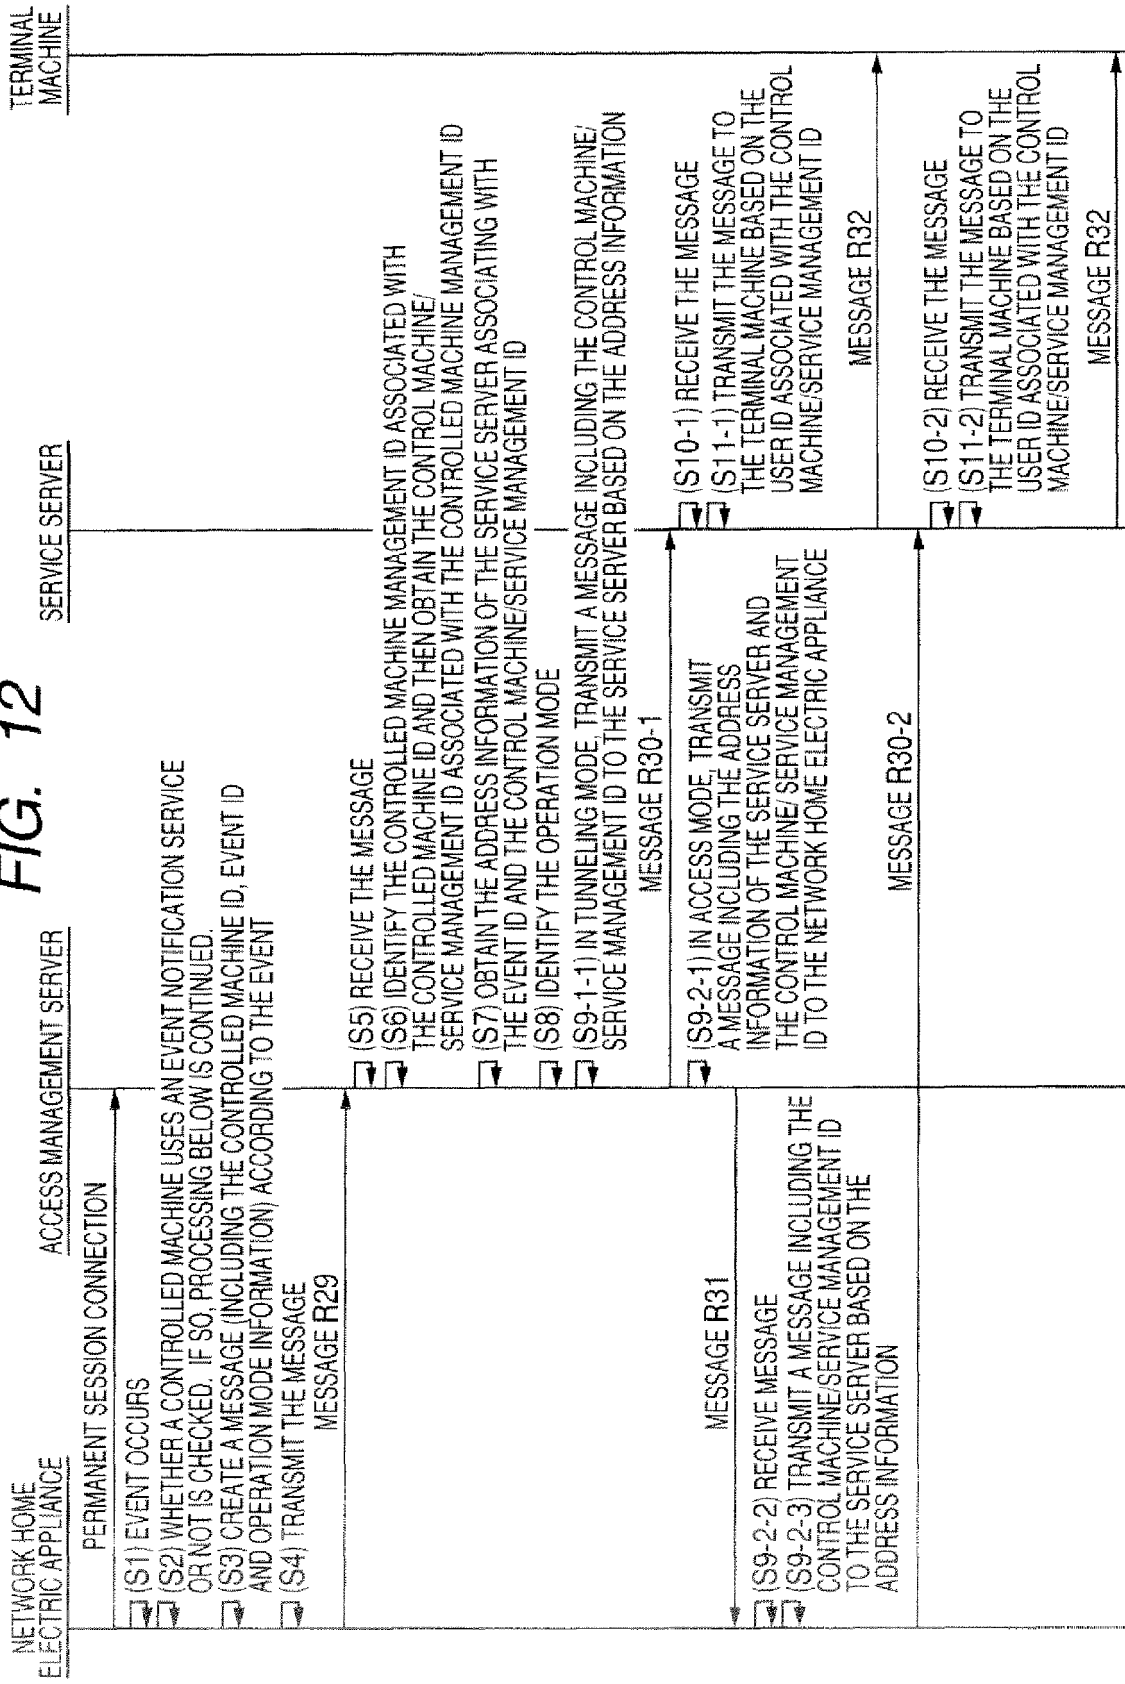 FIG. 12
NETWORK HOME
ELECTRIC APPLIANCE
ACCESS MANAGEMENT SERVER
SERVICE SERVER
TERMINAL
MACHINE
PERMANENT SESSION CONNECTION
(S1) EVENT OCCURS
(S2) WHETHER A CONTROLLED MACHINE USES AN EVENT NOTIFICATION SERVICE
OR NOT IS CHECKED. IF SO, PROCESSING BELOW IS CONTINUED.
(S3) CREATE A MESSAGE (INCLUDING THE CONTROLLED MACHINE ID, EVENT ID
AND OPERATION MODE INFORMATION) ACCORDING TO THE EVENT
(S4) TRANSMIT THE MESSAGE
MESSAGE R29
(S5) RECEIVE THE MESSAGE
(S6) IDENTIFY THE CONTROLLED MACHINE MANAGEMENT ID ASSOCIATED WITH
THE CONTROLLED MACHINE ID AND THEN OBTAIN THE CONTROL MACHINE/
SERVICE MANAGEMENT ID ASSOCIATED WITH THE CONTROLLED MACHINE MANAGEMENT ID
(S7) OBTAIN THE ADDRESS INFORMATION OF THE SERVICE SERVER ASSOCIATING WITH
THE EVENT ID AND THE CONTROL MACHINE/SERVICE MANAGEMENT ID
(S8) IDENTIFY THE OPERATION MODE
(S9-1-1) IN TUNNELING MODE, TRANSMIT A MESSAGE INCLUDING THE CONTROL MACHINE/
SERVICE MANAGEMENT ID TO THE SERVICE SERVER BASED ON THE ADDRESS INFORMATION
MESSAGE R30-1
(S10-1) RECEIVE THE MESSAGE
(S11-1) TRANSMIT THE MESSAGE TO
THE TERMINAL MACHINE BASED ON THE
USER ID ASSOCIATED WITH THE CONTROL
MACHINE/SERVICE MANAGEMENT ID
MESSAGE R32
(S9-2-1) IN ACCESS MODE, TRANSMIT
A MESSAGE INCLUDING THE ADDRESS
INFORMATION OF THE SERVICE SERVER AND
THE CONTROL MACHINE/ SERVICE MANAGEMENT
ID TO THE NETWORK HOME ELECTRIC APPLIANCE
MESSAGE R31
(S9-2-2) RECEIVE MESSAGE
(S9-2-3) TRANSMIT A MESSAGE INCLUDING THE
CONTROL MACHINE/SERVICE MANAGEMENT ID
TO THE SERVICE SERVER BASED ON THE
ADDRESS INFORMATION
MESSAGE R30-2
(S10-2) RECEIVE THE MESSAGE
(S11-2) TRANSMIT THE MESSAGE TO
THE TERMINAL MACHINE BASED ON THE
USER ID ASSOCIATED WITH THE CONTROL
MACHINE/SERVICE MANAGEMENT ID
MESSAGE R32